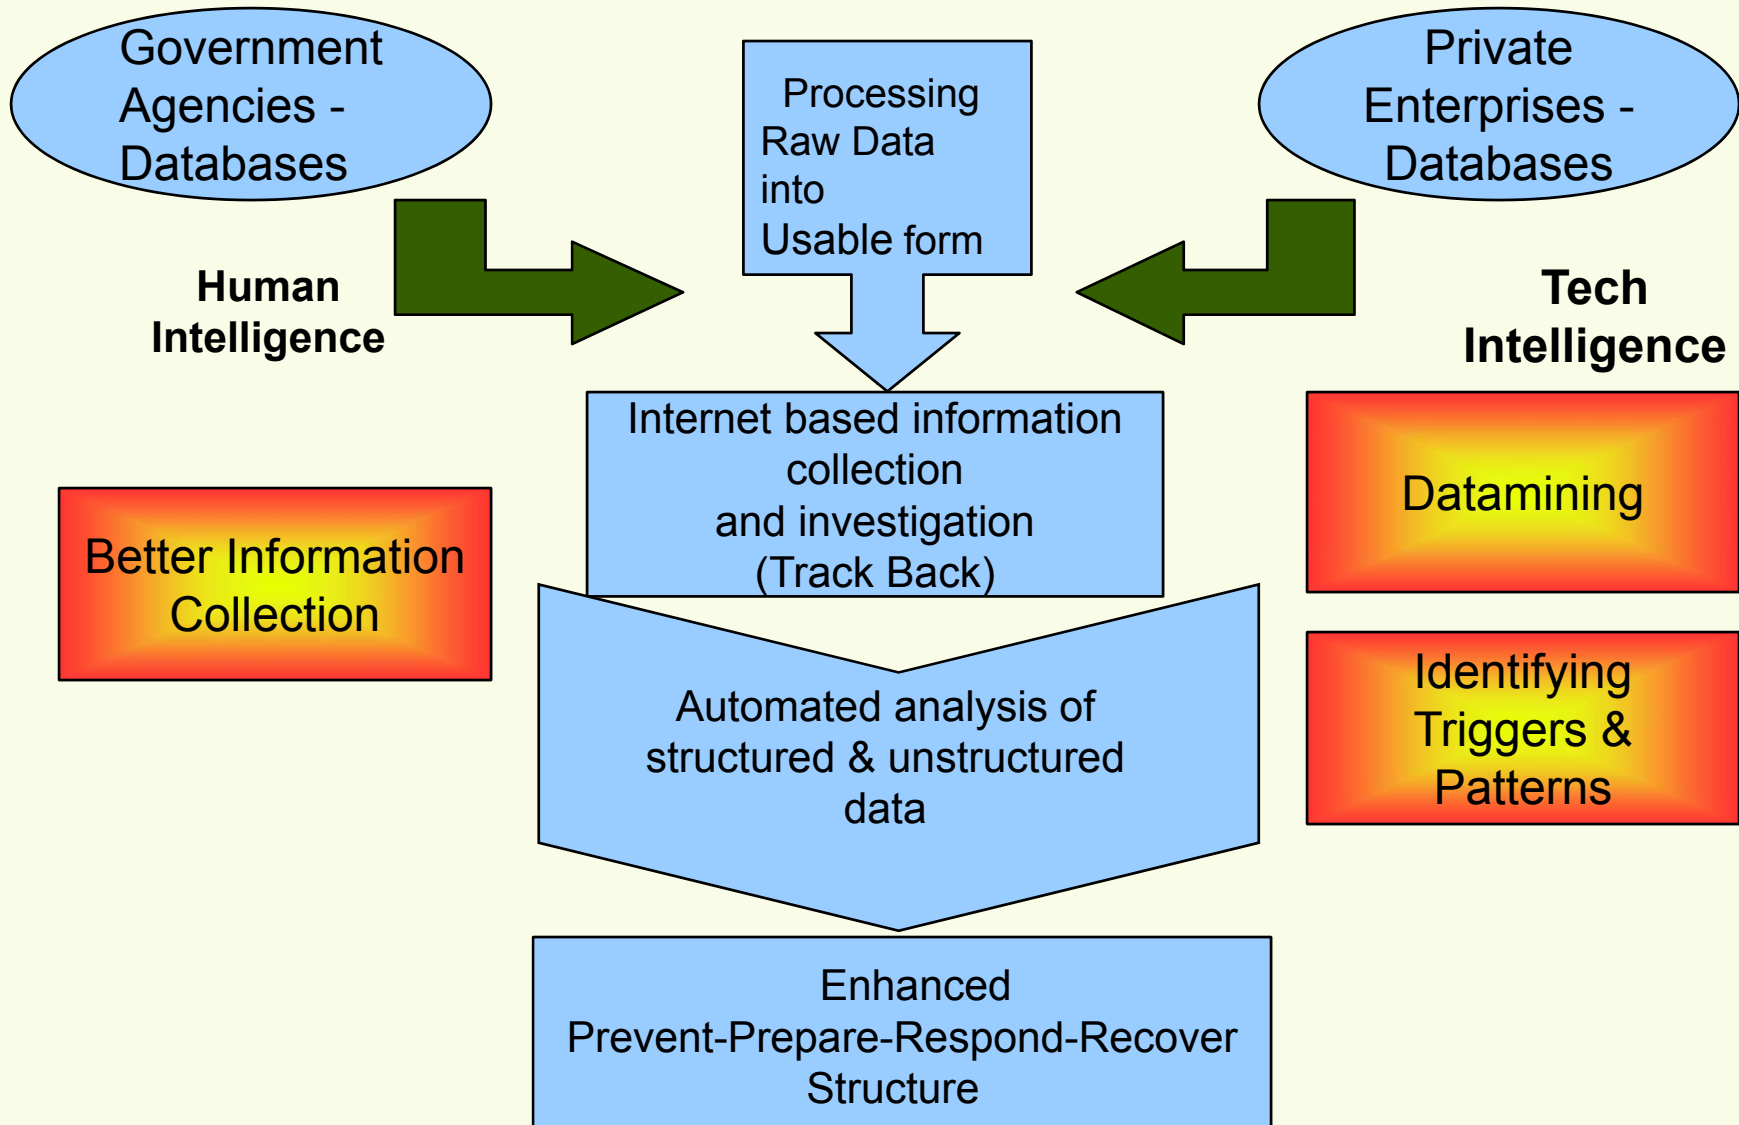 Government
Agencies -
Databases
Processing
Raw Data
into
Usable form
Private
Enterprises -
Databases
Human
Intelligence
Tech
Intelligence
Internet based information
collection
and investigation
(Track Back)
Datamining
Better Information
Collection
Identifying
Triggers &
Patterns
Automated analysis of
structured & unstructured
data
Enhanced
Prevent-Prepare-Respond-Recover
Structure